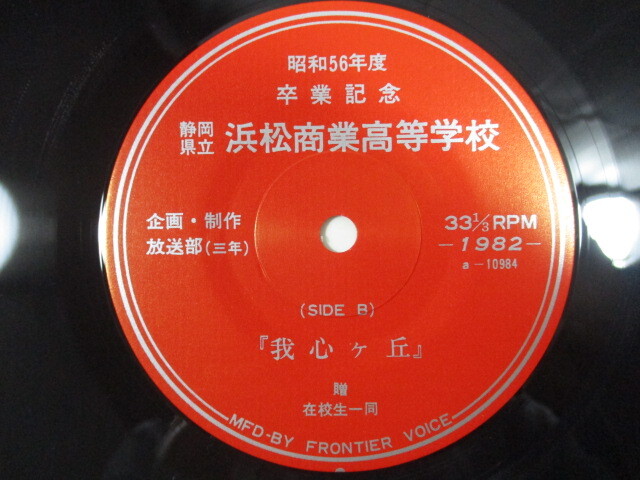 昭和56年度
卒業記念
静岡県立 浜松商業高等学校
企画・制作
放送部(三年)
33⅓RPM
-1982-
a-10984
(SIDE B)
『我心ヶ丘』
贈
在校生一同
MFD-BY FRONTIER VOICE